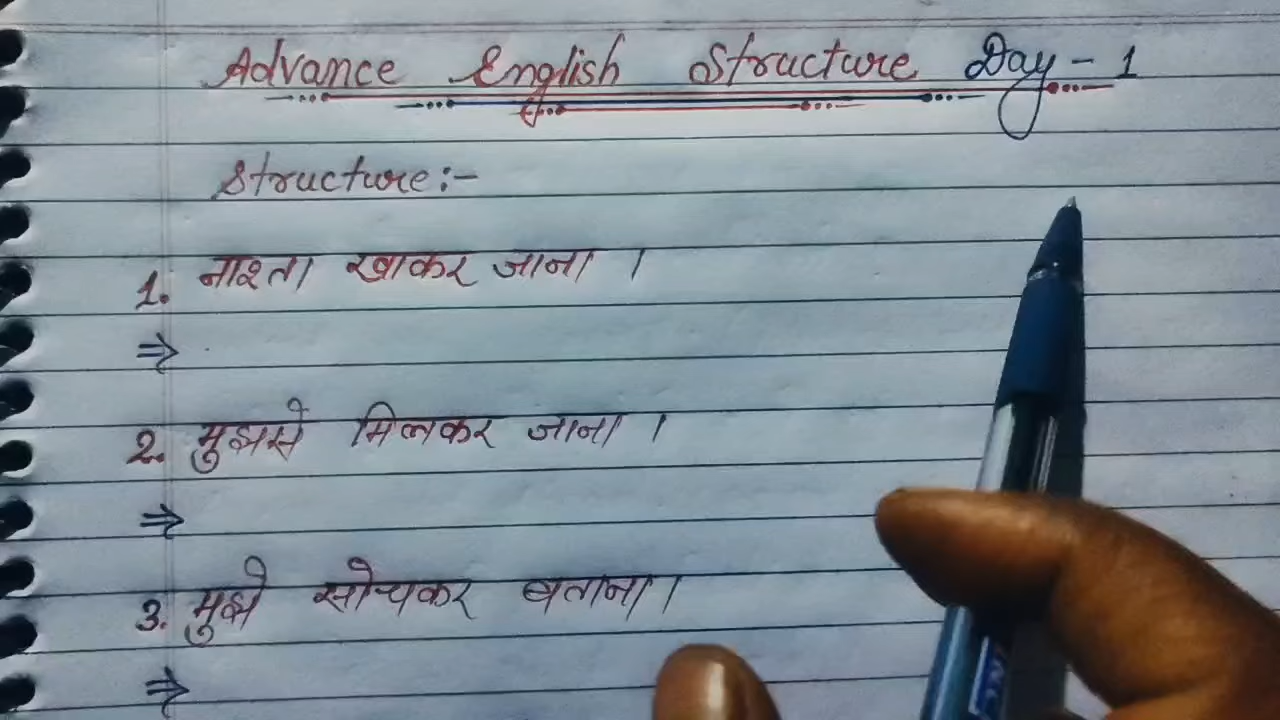 Advance English Structure Day - 1
Structure:-
1. नाश्ता खाकर जाना ।
⇒
2. मुझसे मिलकर जाना ।
⇒
3. मुझे सोचकर बताना ।
⇒